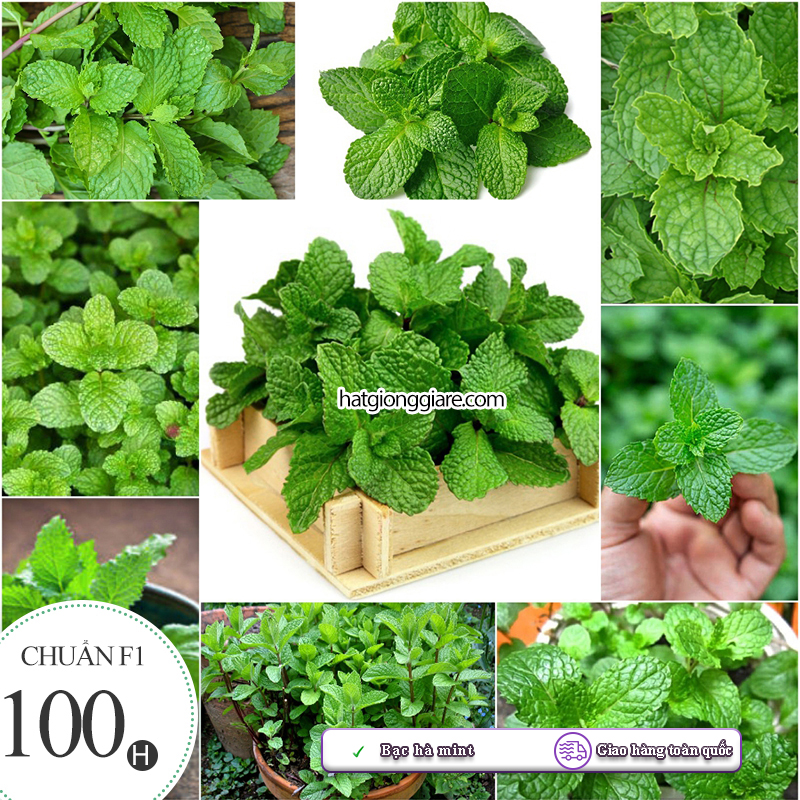 hatgionggiare.com
CHUẨN F1
100
H
Bạc hà mint
Giao hàng toàn quốc